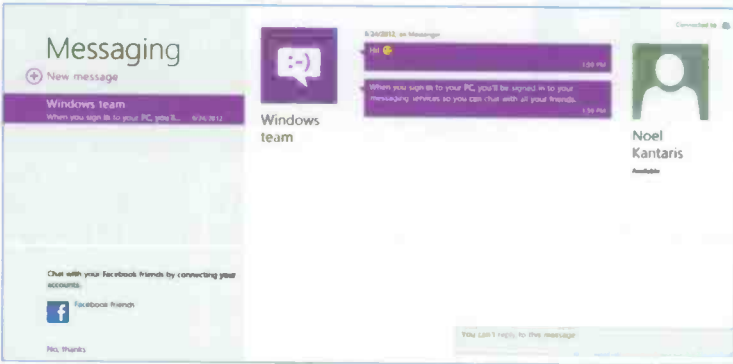 Messaging
New message
Windows team
When you sign in to your PC, you'll... 6/24/2012
Chat with your Facebook friends by connecting your
accounts.
Facebook friends
No, thanks
Windows
team
6/24/2012, on Messenger
Hi!
1:50 PM
When you sign in to your PC, you'll be signed in to your
messaging services so you can chat with all your friends.
1:50 PM
You can't reply to this message
Connected to
Noel
Kantaris
Available